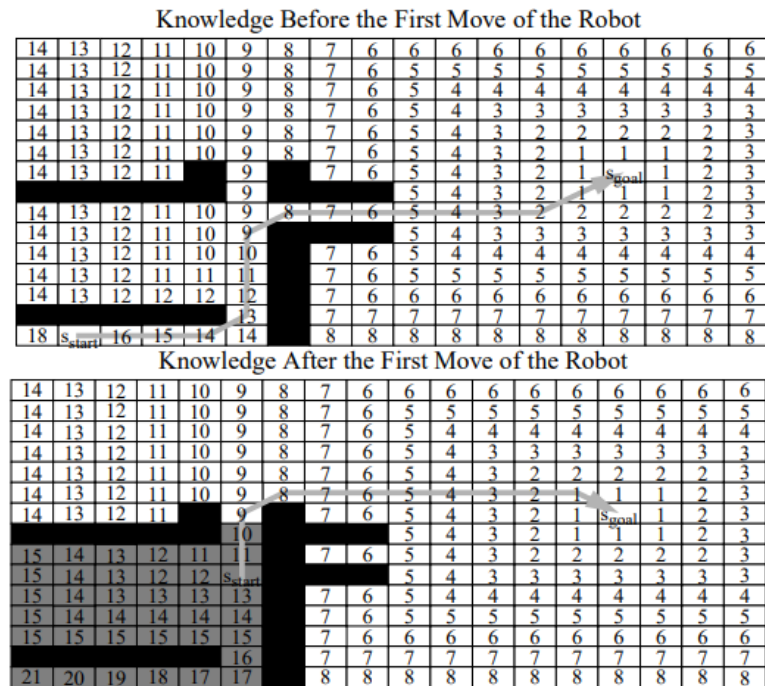 Knowledge Before the First Move of the Robot
14 13 12 11 10 9 8 7 6 6 6 6 6 6 6 6 6 6
14 13 12 11 10 9 8 7 6 5 5 5 5 5 5 5 5 5
14 13 12 11 10 9 8 7 6 5 4 4 4 4 4 4 4 4
14 13 12 11 10 9 8 7 6 5 4 3 3 3 3 3 3 3
14 13 12 11 10 9 8 7 6 5 4 3 2 2 2 2 2 3
14 13 12 11 10 9 8 7 6 5 4 3 2 1 1 1 2 3
14 13 12 11 9 7 6 5 4 3 2 1 sgoal 1 2 3
9 5 4 3 2 1 1 1 2 3
14 13 12 11 10 9 8 7 6 5 4 3 2 2 2 2 2 3
14 13 12 11 10 9 5 4 3 3 3 3 3 3 3
14 13 12 11 10 10 7 6 5 4 4 4 4 4 4 4 4
14 13 12 11 11 11 7 6 5 5 5 5 5 5 5 5 5
14 13 12 12 12 12 7 6 6 6 6 6 6 6 6 6 6
13 7 7 7 7 7 7 7 7 7 7 7
18 sstart 16 15 14 14 8 8 8 8 8 8 8 8 8 8 8
Knowledge After the First Move of the Robot
14 13 12 11 10 9 8 7 6 6 6 6 6 6 6 6 6 6
14 13 12 11 10 9 8 7 6 5 5 5 5 5 5 5 5 5
14 13 12 11 10 9 8 7 6 5 4 4 4 4 4 4 4 4
14 13 12 11 10 9 8 7 6 5 4 3 3 3 3 3 3 3
14 13 12 11 10 9 8 7 6 5 4 3 2 2 2 2 2 3
14 13 12 11 10 9 8 7 6 5 4 3 2 1 1 1 2 3
14 13 12 11 9 7 6 5 4 3 2 1 sgoal 1 2 3
10 5 4 3 2 1 1 1 2 3
15 14 13 12 11 11 7 6 5 4 3 2 2 2 2 2 3
15 14 13 12 12 sstart 5 4 3 3 3 3 3 3 3
15 14 13 13 13 13 7 6 5 4 4 4 4 4 4 4 4
15 14 14 14 14 14 7 6 5 5 5 5 5 5 5 5 5
15 15 15 15 15 15 7 6 6 6 6 6 6 6 6 6 6
16 7 7 7 7 7 7 7 7 7 7 7
21 20 19 18 17 17 8 8 8 8 8 8 8 8 8 8 8